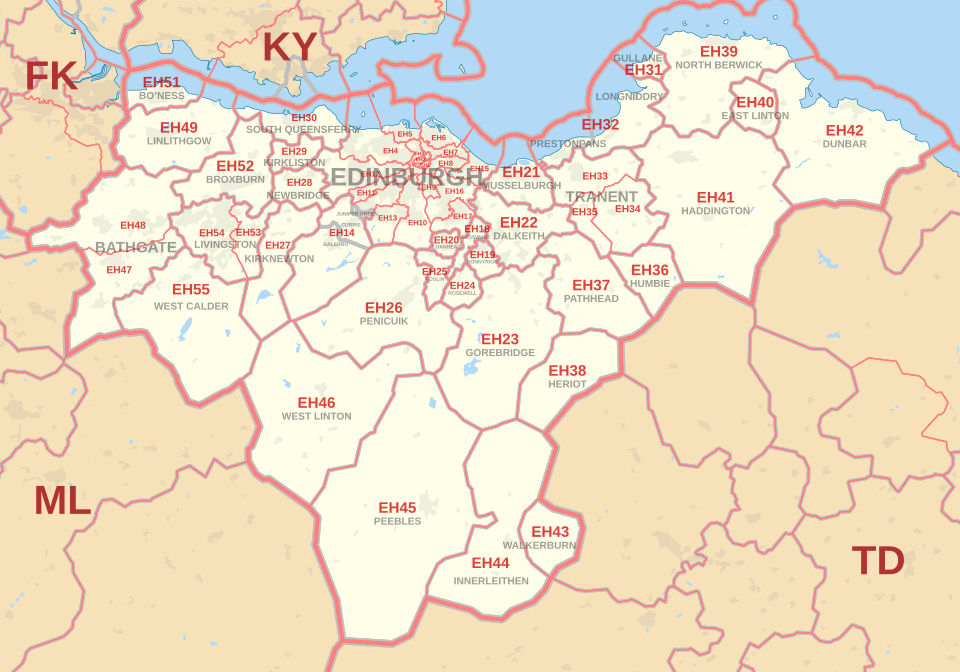 KY
FK
GULLANE
EH31
EH39
NORTH BERWICK
EH51
BO'NESS
LONGNIDDRY
EH40
EAST LINTON
EH30
SOUTH QUEENSFERRY
EH49
LINLITHGOW
EH32
PRESTONPANS
EH42
DUNBAR
EH5
EH6
EH4
EH7
EH8
EH29
KIRKLISTON
EH52
BROXBURN
EH28
NEWBRIDGE
EDINBURGH
EH12
EH11
EH9
EH16
EH15
EH21
MUSSELBURGH
EH33
TRANENT
EH35
EH34
EH41
HADDINGTON
EH48
BATHGATE
EH47
EH54
LIVINGSTON
EH53
EH27
KIRKNEWTON
JUNIPER GREEN
CURRIE
EH14
BALERNO
EH13
EH10
EH17
EH18
LASSWADE
EH22
DALKEITH
EH20
LOANHEAD
EH19
BONNYRIGG
EH25
ROSLIN
EH24
ROSEWELL
EH36
HUMBIE
EH37
PATHHEAD
EH55
WEST CALDER
EH26
PENICUIK
EH23
GOREBRIDGE
EH38
HERIOT
EH46
WEST LINTON
ML
EH45
PEEBLES
EH43
WALKERBURN
EH44
INNERLEITHEN
TD